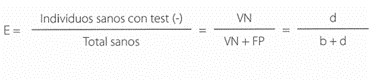 E = Individuos sanos con test (-) / Total sanos = VN / VN + FP = d / b + d